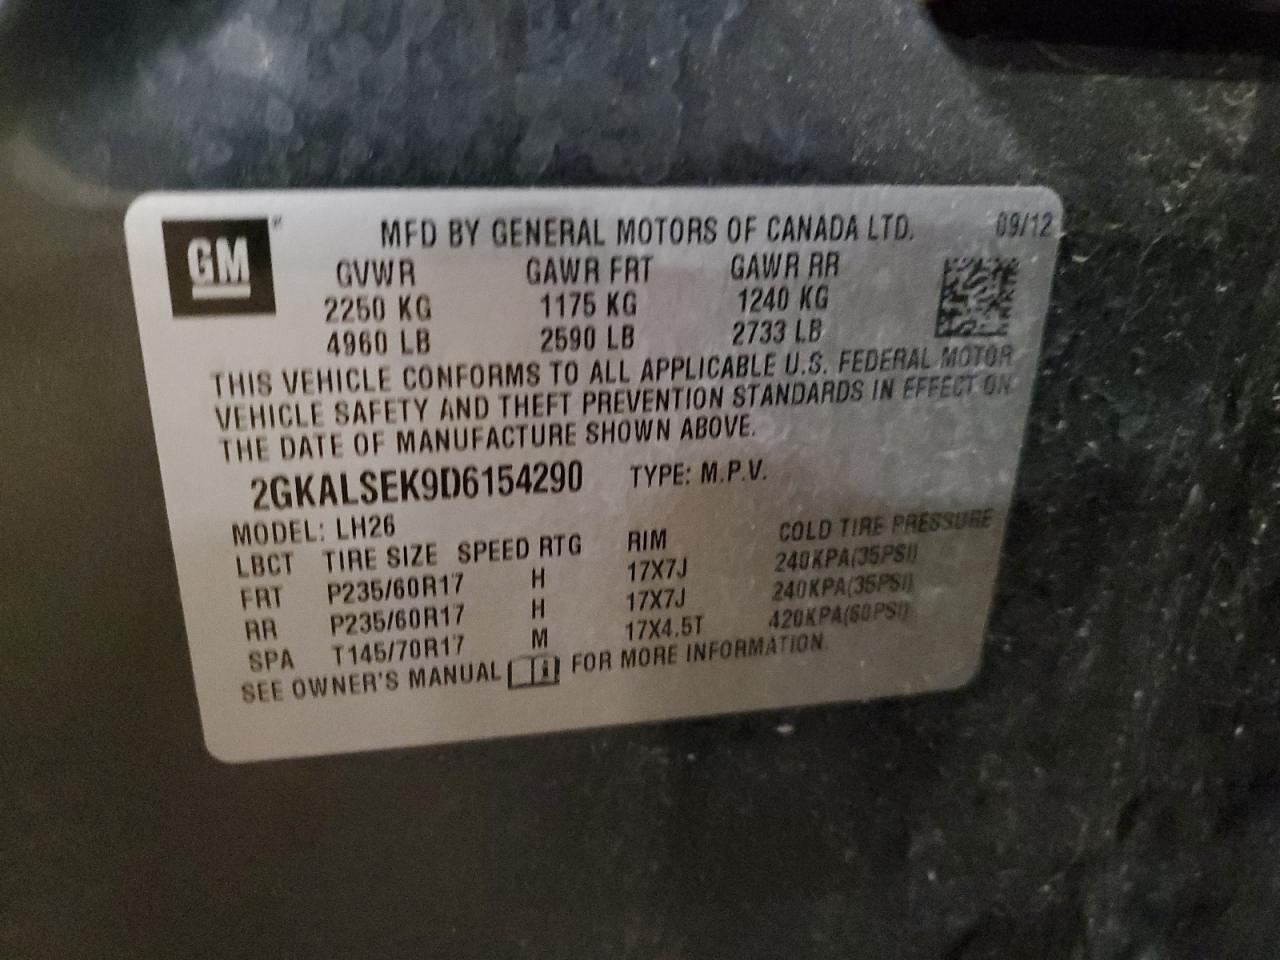 GM
MFD BY GENERAL MOTORS OF CANADA LTD. 09/12
GVWR GAWR FRT GAWR RR
2250 KG 1175 KG 1240 KG
4960 LB 2590 LB 2733 LB
THIS VEHICLE CONFORMS TO ALL APPLICABLE U.S. FEDERAL MOTOR
VEHICLE SAFETY AND THEFT PREVENTION STANDARDS IN EFFECT ON
THE DATE OF MANUFACTURE SHOWN ABOVE.
2GKALSEK9D6154290 TYPE: M.P.V.
MODEL: LH26
LBCT TIRE SIZE SPEED RTG RIM COLD TIRE PRESSURE
FRT P235/60R17 H 17X7J 240KPA(35PSI)
RR P235/60R17 H 17X7J 240KPA(35PSI)
SPA T145/70R17 M 17X4.5T 420KPA(60PSI)
SEE OWNER'S MANUAL i FOR MORE INFORMATION.